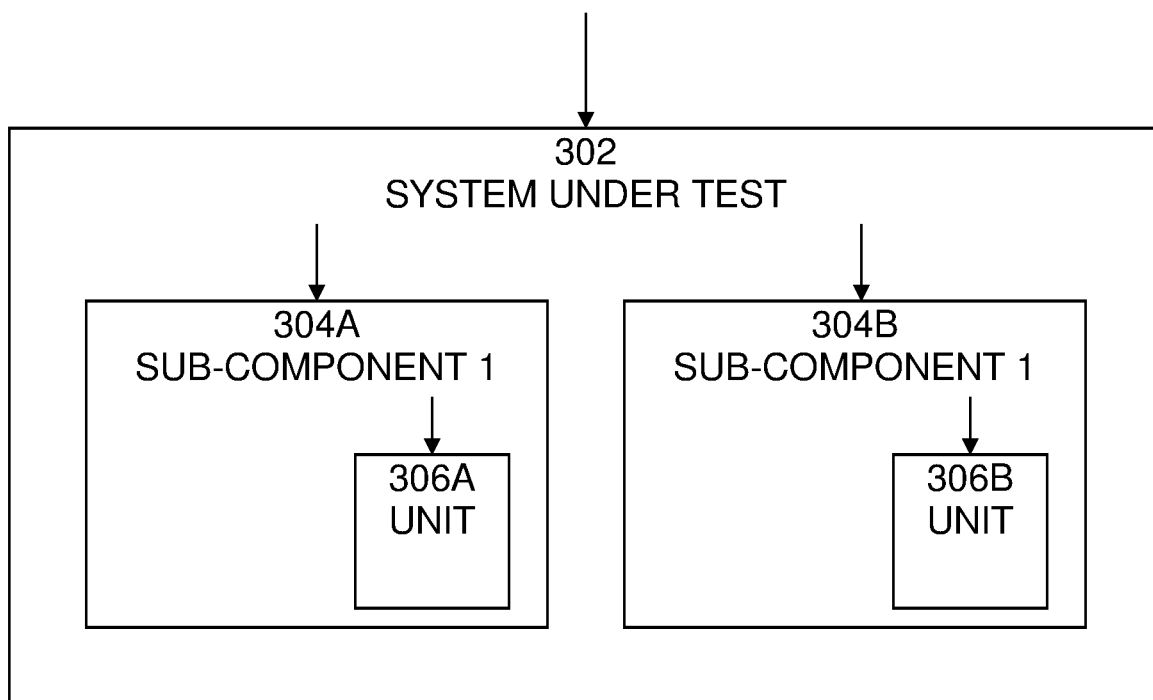 302
SYSTEM UNDER TEST
304A
SUB-COMPONENT 1
306A
UNIT
304B
SUB-COMPONENT 1
306B
UNIT